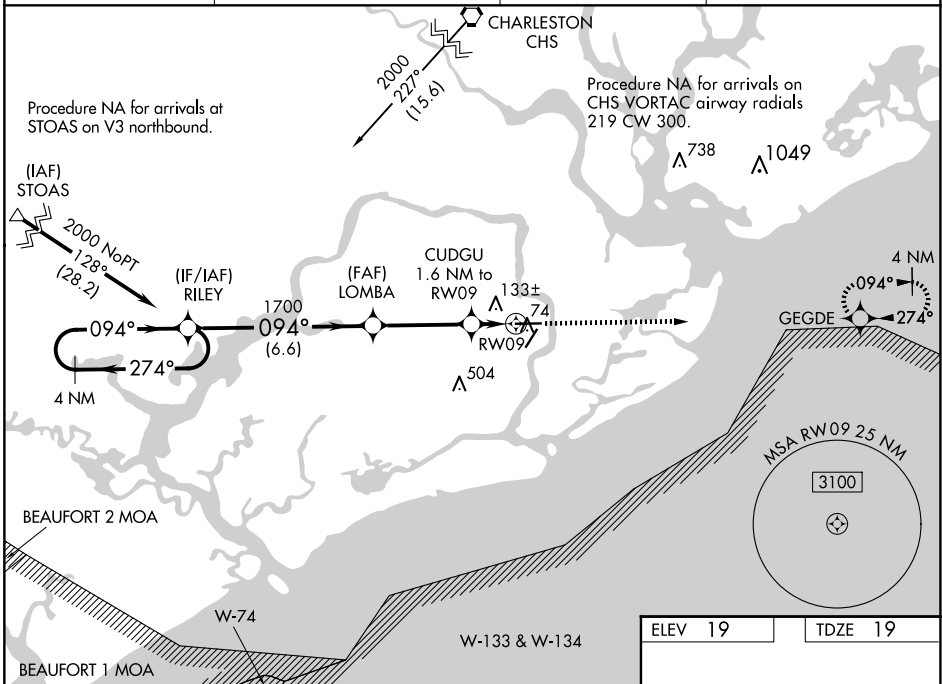 CHARLESTON
CHS
2000
227°
(15.6)
Procedure NA for arrivals at
STOAS on V3 northbound.
Procedure NA for arrivals on
CHS VORTAC airway radials
219 CW 300.
738
1049
(IAF)
STOAS
2000 NoPT
128°
(28.2)
(IF/IAF)
RILEY
094°
274°
4 NM
1700
094°
(6.6)
(FAF)
LOMBA
CUDGU
1.6 NM to
RW09
133±
74
RW09
504
4 NM
094°
274°
GEGDE
MSA RW09 25 NM
3100
BEAUFORT 2 MOA
W-74
W-133 & W-134
BEAUFORT 1 MOA
ELEV 19
TDZE 19